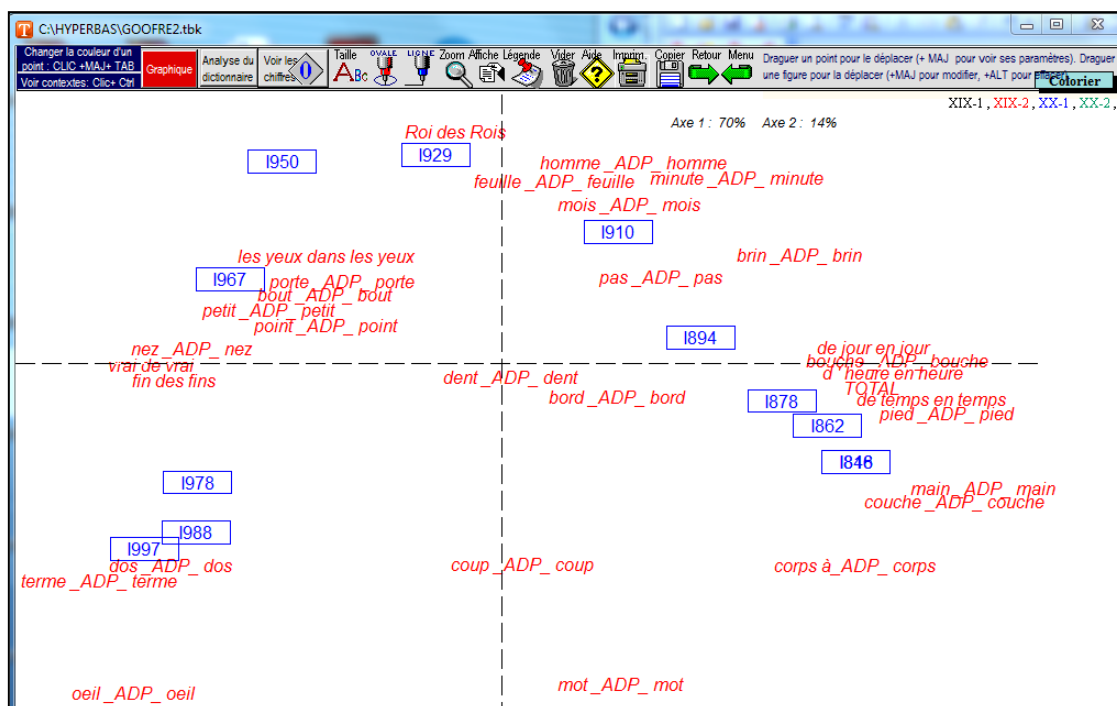 C:\HYPERBAS\GOOFRE2.tbk
Changer la couleur d'un
point : CLIC +MAJ+ TAB
Voir contextes: Clic+ Ctrl
Graphique
Analyse du
dictionnaire
Voir les
chiffres
0
Taille
ABc
OVALE
LIGNE
Zoom
Affiche
Légende
Vider
Aide
?
Imprim.
Copier
Retour
Menu
Draguer un point pour le déplacer (+ MAJ pour voir ses paramètres). Draguer
une figure pour la déplacer (+MAJ pour modifier, +ALT pour effacer)
Colorier
XIX-1 , XIX-2 , XX-1 , XX-2 ,
Axe 1 : 70% Axe 2 : 14%
Roi des Rois
I950
I929
homme _ADP_ homme
feuille _ADP_ feuille
minute _ADP_ minute
mois _ADP_ mois
I910
les yeux dans les yeux
brin _ADP_ brin
I967
porte _ADP_ porte
pas _ADP_ pas
bout _ADP_ bout
petit _ADP_ petit
point _ADP_ point
I894
nez _ADP_ nez
de jour en jour
vrai de vrai
bouche _ADP_ bouche
fin des fins
dent _ADP_ dent
d' heure en heure
TOTAL
bord _ADP_ bord
I878
de temps en temps
pied _ADP_ pied
I862
I978
main _ADP_ main
couche _ADP_ couche
I988
I997
dos _ADP_ dos
coup _ADP_ coup
corps à_ADP_ corps
terme _ADP_ terme
oeil _ADP_ oeil
mot _ADP_ mot